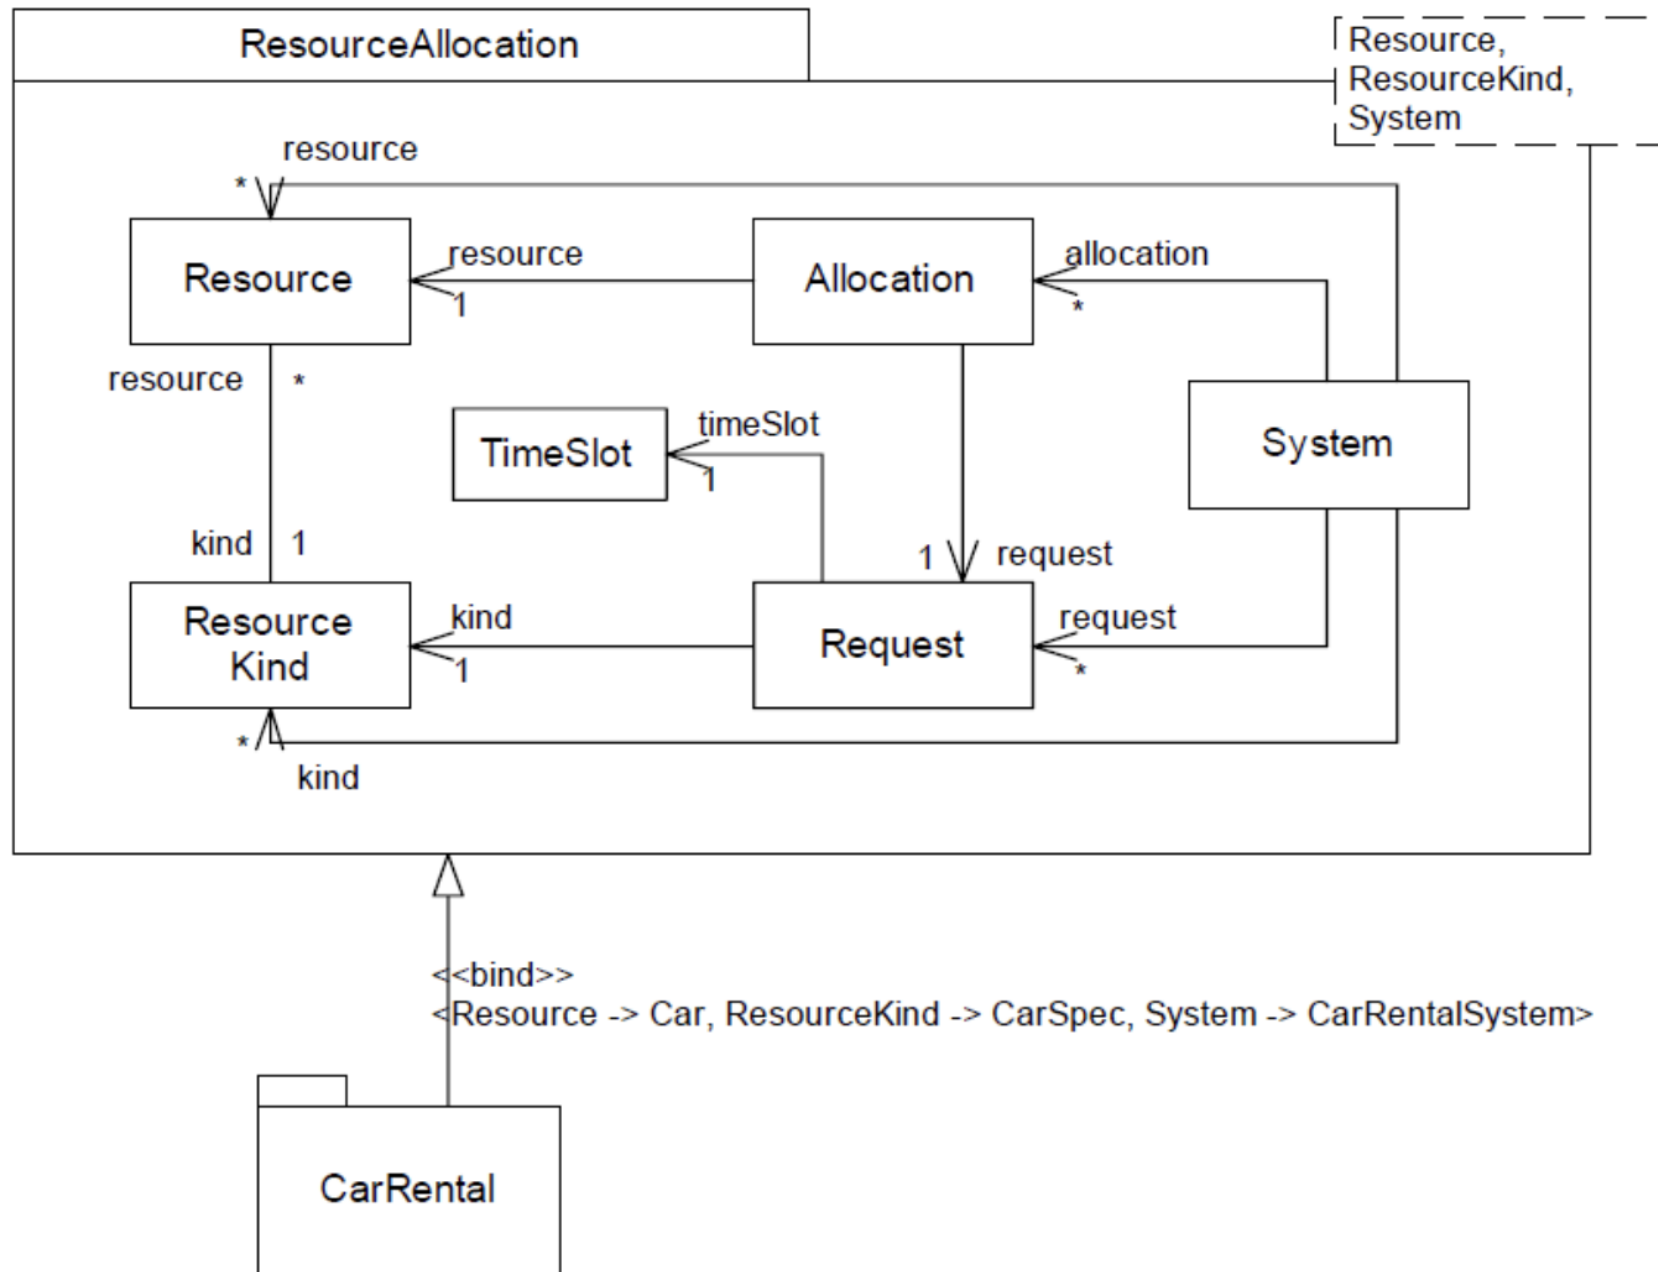 ResourceAllocation
Resource,
ResourceKind,
System
resource
*
Resource
resource
1
Allocation
allocation
*
resource
*
TimeSlot
timeSlot
1
System
kind
1
1
request
Resource
Kind
kind
1
Request
request
*
*
kind
<<bind>>
<Resource -> Car, ResourceKind -> CarSpec, System -> CarRentalSystem>
CarRental